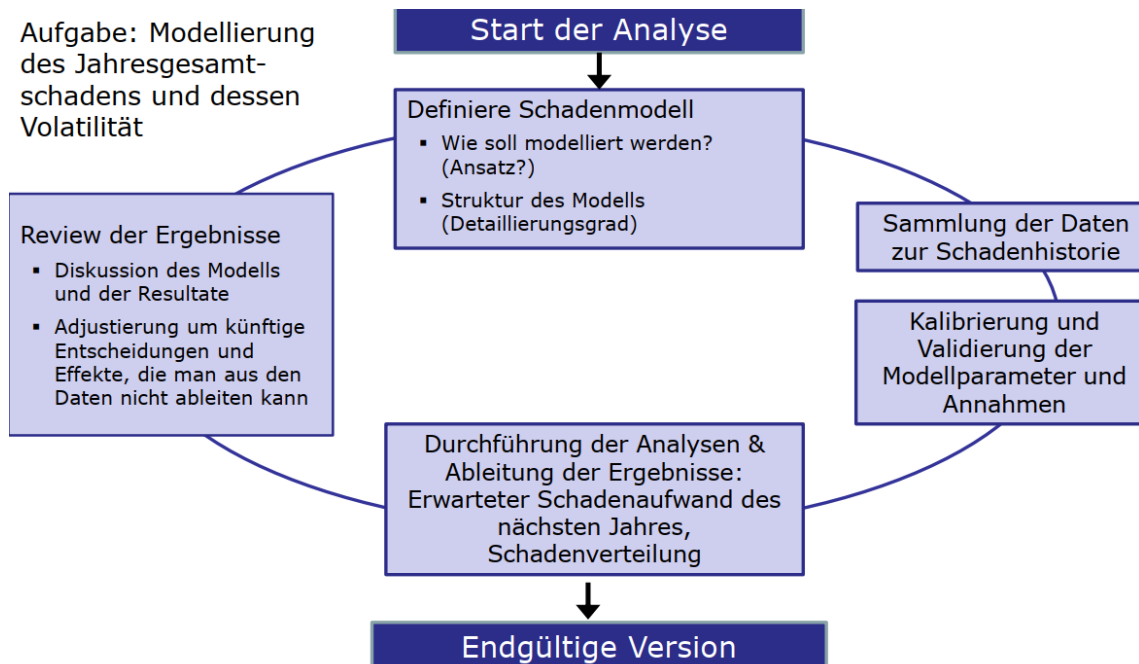 Aufgabe: Modellierung
des Jahresgesamt-
schadens und dessen
Volatilität
Start der Analyse
Definiere Schadenmodell
▪ Wie soll modelliert werden?
(Ansatz?)
▪ Struktur des Modells
(Detaillierungsgrad)
Sammlung der Daten
zur Schadenhistorie
Kalibrierung und
Validierung der
Modellparameter und
Annahmen
Durchführung der Analysen &
Ableitung der Ergebnisse:
Erwarteter Schadenaufwand des
nächsten Jahres,
Schadenverteilung
Review der Ergebnisse
▪ Diskussion des Modells
und der Resultate
▪ Adjustierung um künftige
Entscheidungen und
Effekte, die man aus den
Daten nicht ableiten kann
Endgültige Version